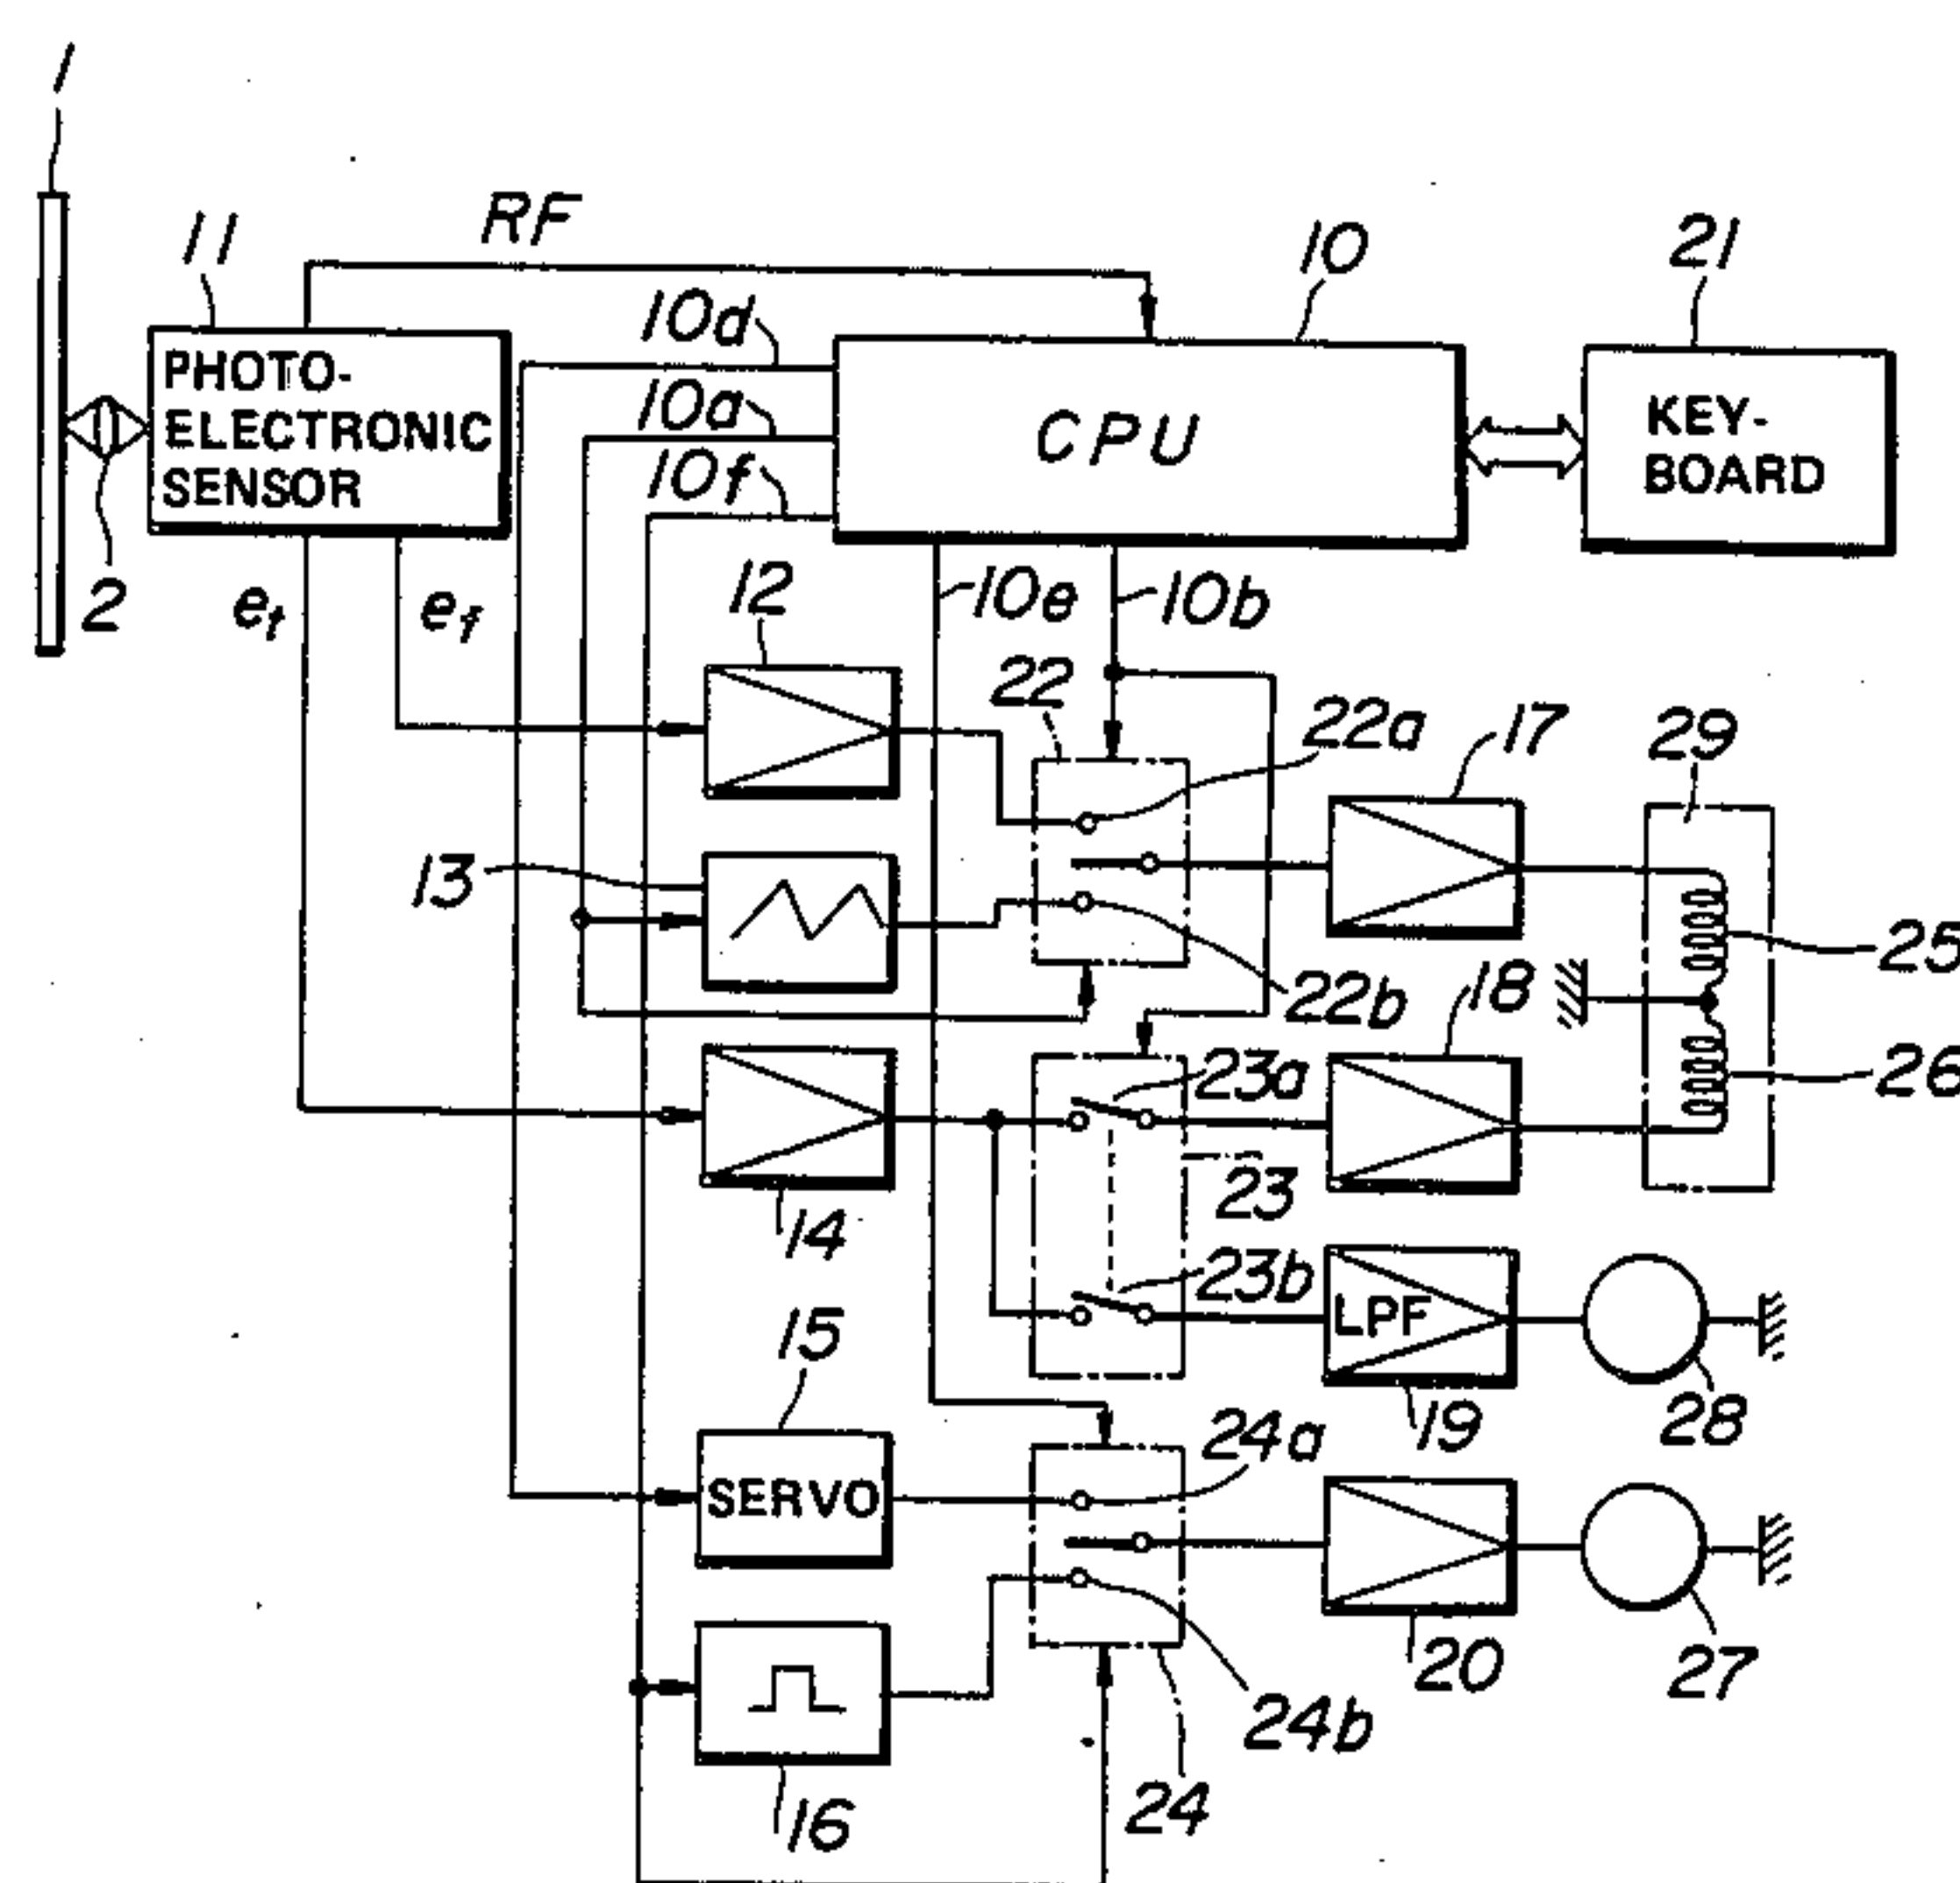 1
RF
11
10
21
10d
PHOTO-
ELECTRONIC
SENSOR
10a
CPU
KEY-
BOARD
10f
2
et
ef
12
10e
10b
22
22a
17
29
13
25
22b
18
26
23a
14
23
23b
LPF
15
19
28
24a
SERVO
20
27
24b
16
24